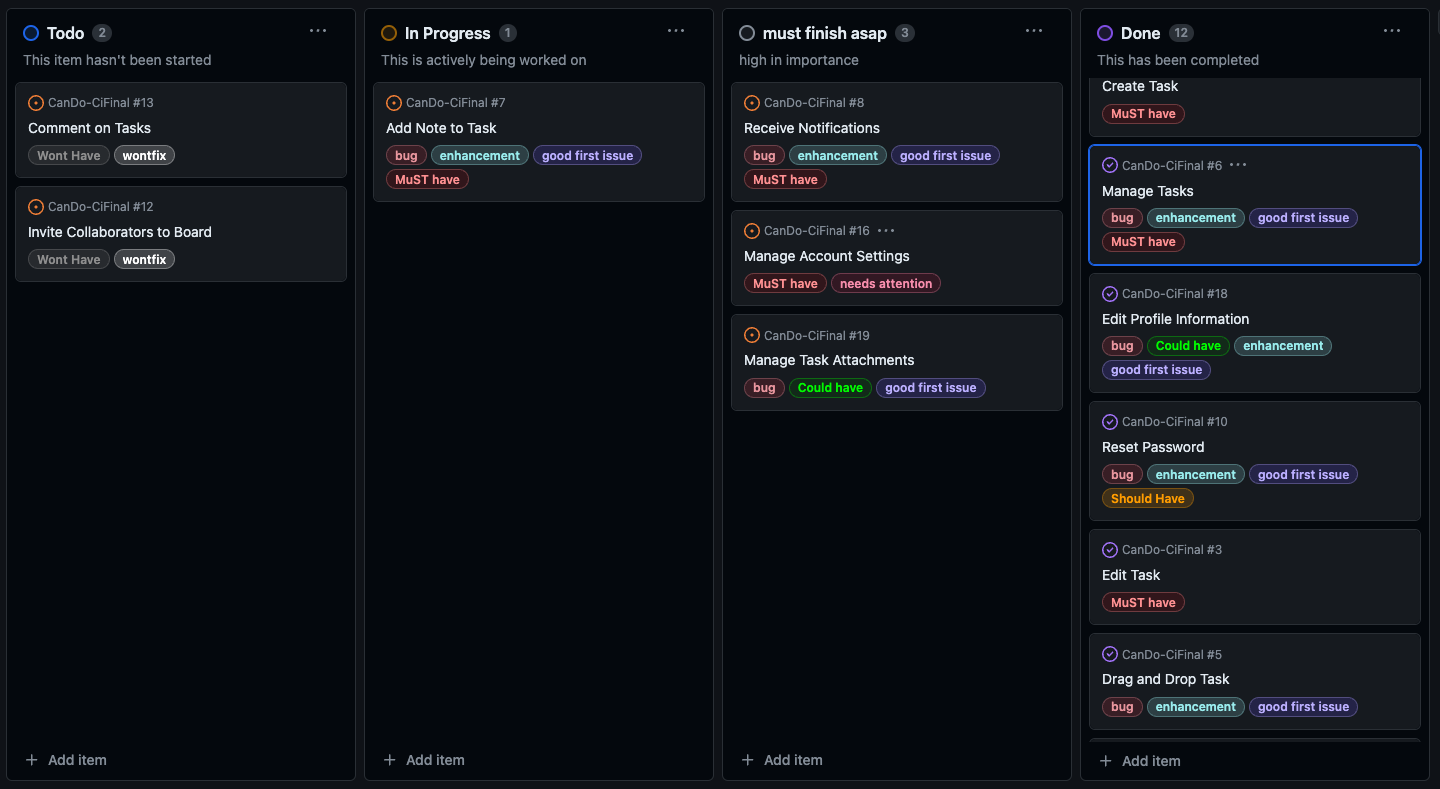 Todo 2
This item hasn't been started
CanDo-CiFinal #13
Comment on Tasks
Wont Have wontfix
CanDo-CiFinal #12
Invite Collaborators to Board
Wont Have wontfix
Add item
In Progress 1
This is actively being worked on
CanDo-CiFinal #7
Add Note to Task
bug enhancement good first issue
MuST have
Add item
must finish asap 3
high in importance
CanDo-CiFinal #8
Receive Notifications
bug enhancement good first issue
MuST have
CanDo-CiFinal #16
Manage Account Settings
MuST have needs attention
CanDo-CiFinal #19
Manage Task Attachments
bug Could have good first issue
Add item
Done 12
This has been completed
Create Task
MuST have
CanDo-CiFinal #6
Manage Tasks
bug enhancement good first issue
MuST have
CanDo-CiFinal #18
Edit Profile Information
bug Could have enhancement
good first issue
CanDo-CiFinal #10
Reset Password
bug enhancement good first issue
Should Have
CanDo-CiFinal #3
Edit Task
MuST have
CanDo-CiFinal #5
Drag and Drop Task
bug enhancement good first issue
Add item